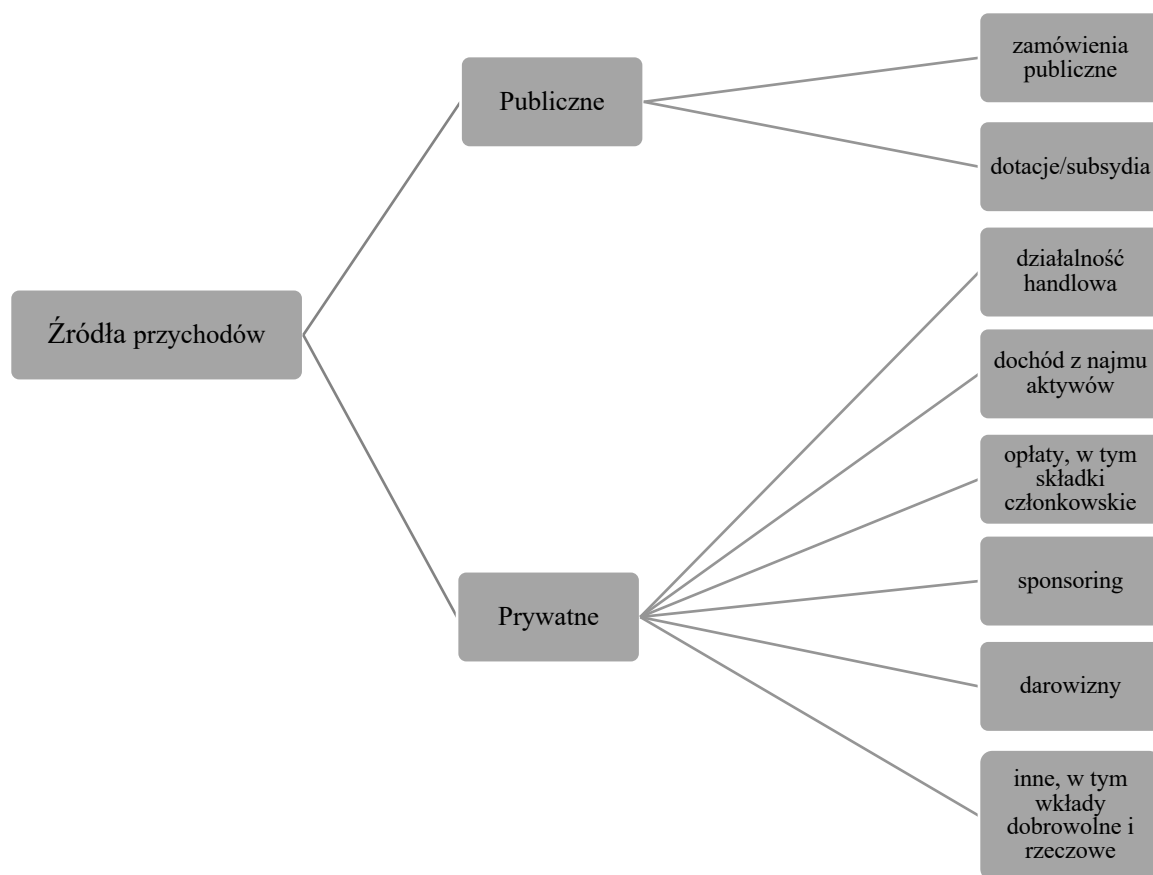 Źródła przychodów
Publiczne
zamówienia
publiczne
dotacje/subsydia
Prywatne
działalność
handlowa
dochód z najmu
aktywów
opłaty, w tym
składki
członkowskie
sponsoring
darowizny
inne, w tym
wkłady
dobrowolne i
rzeczowe